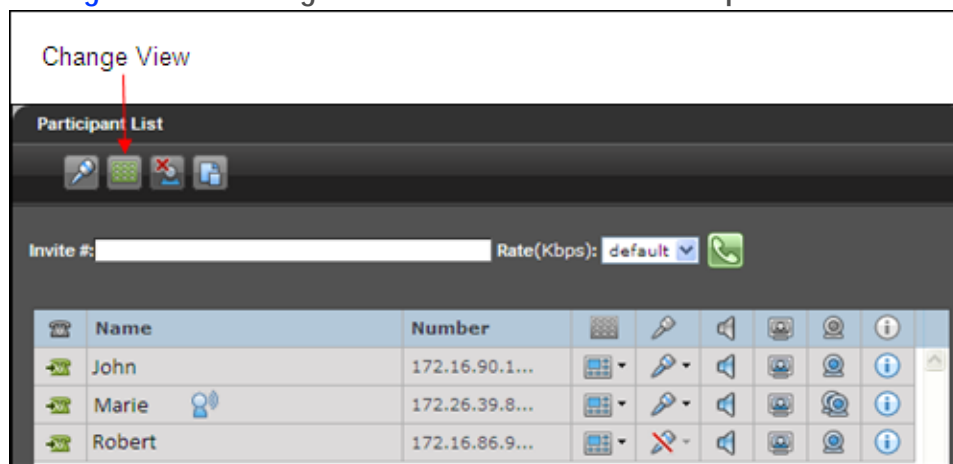 Change View
Participant List
Invite #: Rate(Kbps): default
Name Number
John 172.16.90.1...
Marie 172.26.39.8...
Robert 172.16.86.9...